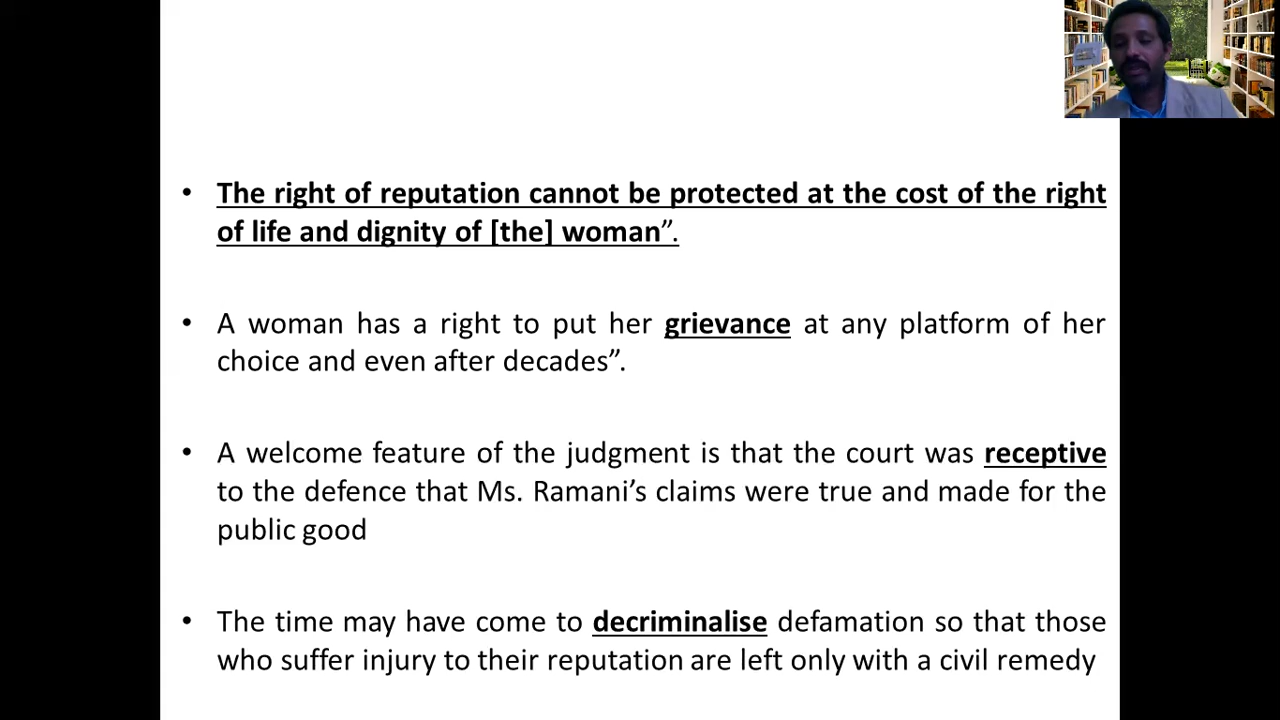 • The right of reputation cannot be protected at the cost of the right
of life and dignity of [the] woman”.
• A woman has a right to put her grievance at any platform of her
choice and even after decades”.
• A welcome feature of the judgment is that the court was receptive
to the defence that Ms. Ramani’s claims were true and made for the
public good
• The time may have come to decriminalise defamation so that those
who suffer injury to their reputation are left only with a civil remedy